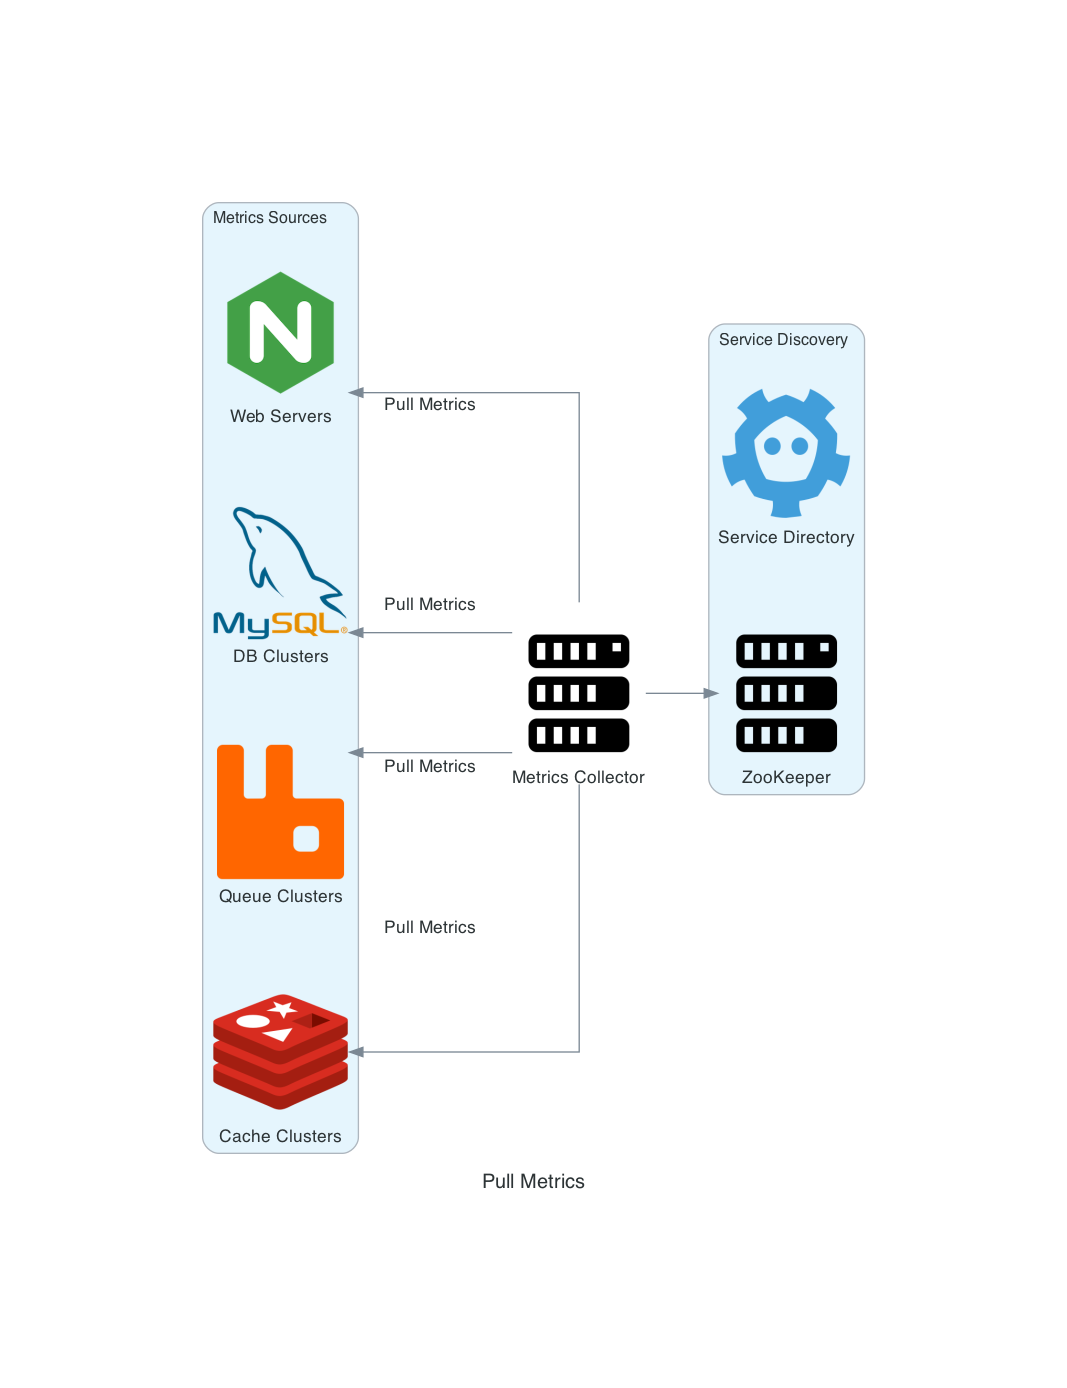 Metrics Sources
Web Servers
Pull Metrics
Service Discovery
Service Directory
MySQL®
DB Clusters
Pull Metrics
Pull Metrics
Metrics Collector
ZooKeeper
Queue Clusters
Pull Metrics
Cache Clusters
Pull Metrics